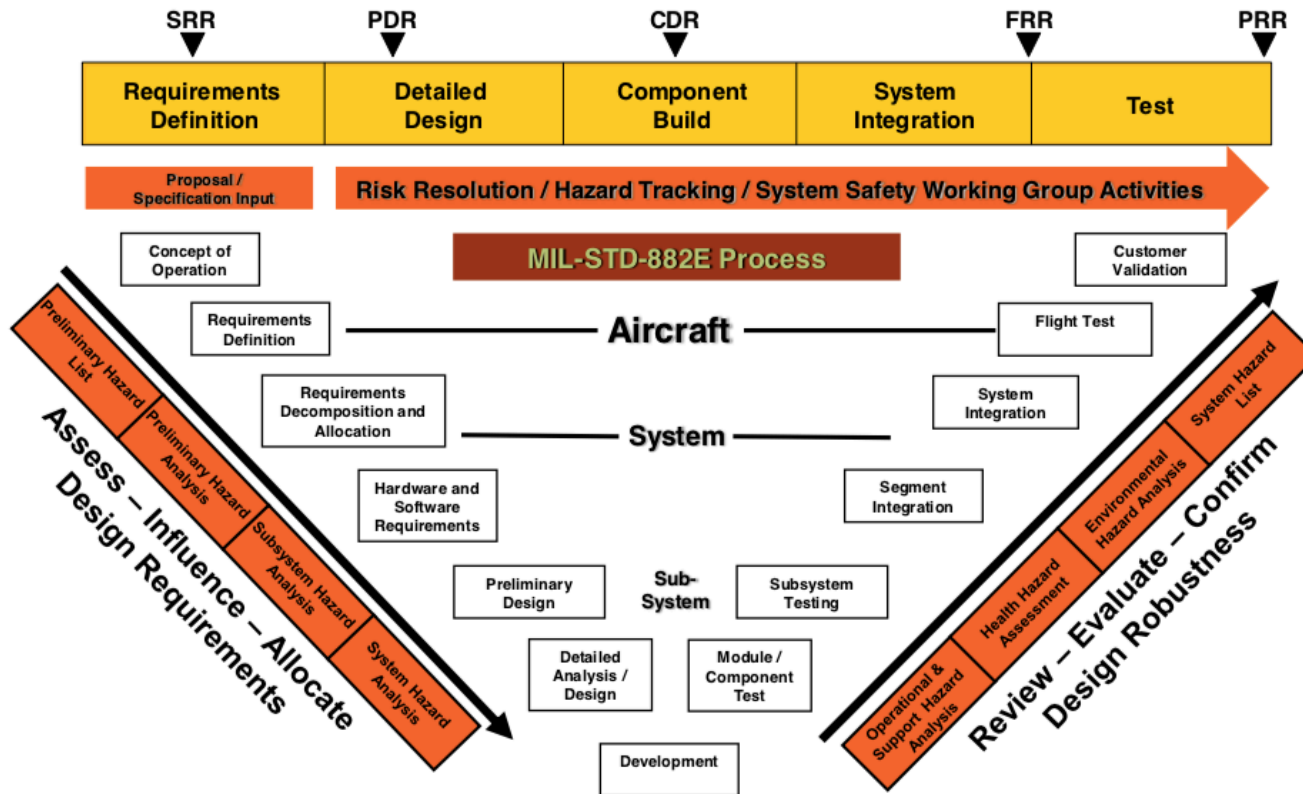 SRR
PDR
CDR
FRR
PRR
Requirements
Definition
Detailed
Design
Component
Build
System
Integration
Test
Proposal /
Specification Input
Risk Resolution / Hazard Tracking / System Safety Working Group Activities
MIL-STD-882E Process
Concept of
Operation
Customer
Validation
Requirements
Definition
Aircraft
Flight Test
Requirements
Decomposition and
Allocation
System
System
Integration
Hardware and
Software
Requirements
Segment
Integration
Preliminary
Design
Sub-
System
Subsystem
Testing
Detailed
Analysis /
Design
Module /
Component
Test
Development
Preliminary Hazard
List
Preliminary Hazard
Analysis
Subsystem Hazard
Analysis
System Hazard
Analysis
Assess – Influence – Allocate
Design Requirements
Operational &
Support Hazard
Analysis
Health Hazard
Assessment
Environmental
Hazard Analysis
System Hazard
List
Review – Evaluate – Confirm
Design Robustness